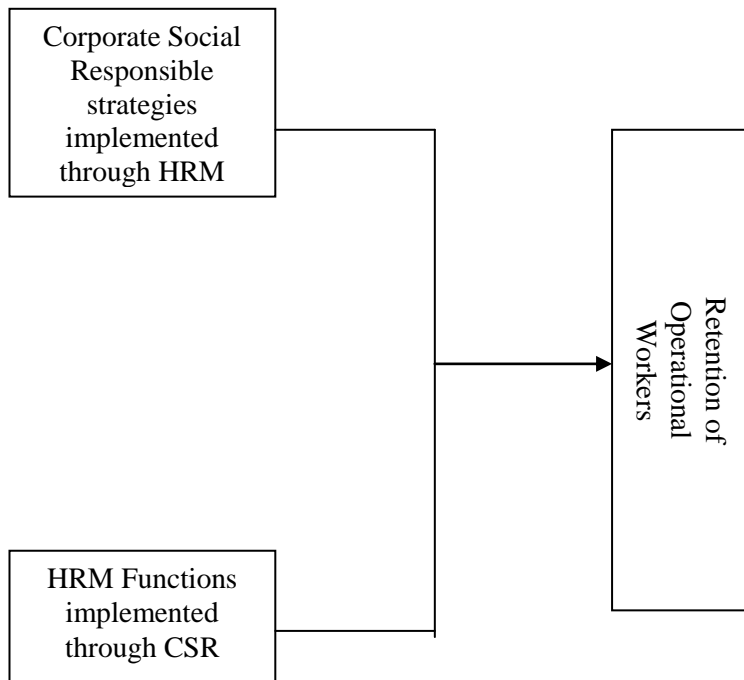 Corporate Social
Responsible
strategies
implemented
through HRM
Retention of
Operational
Workers
HRM Functions
implemented
through CSR